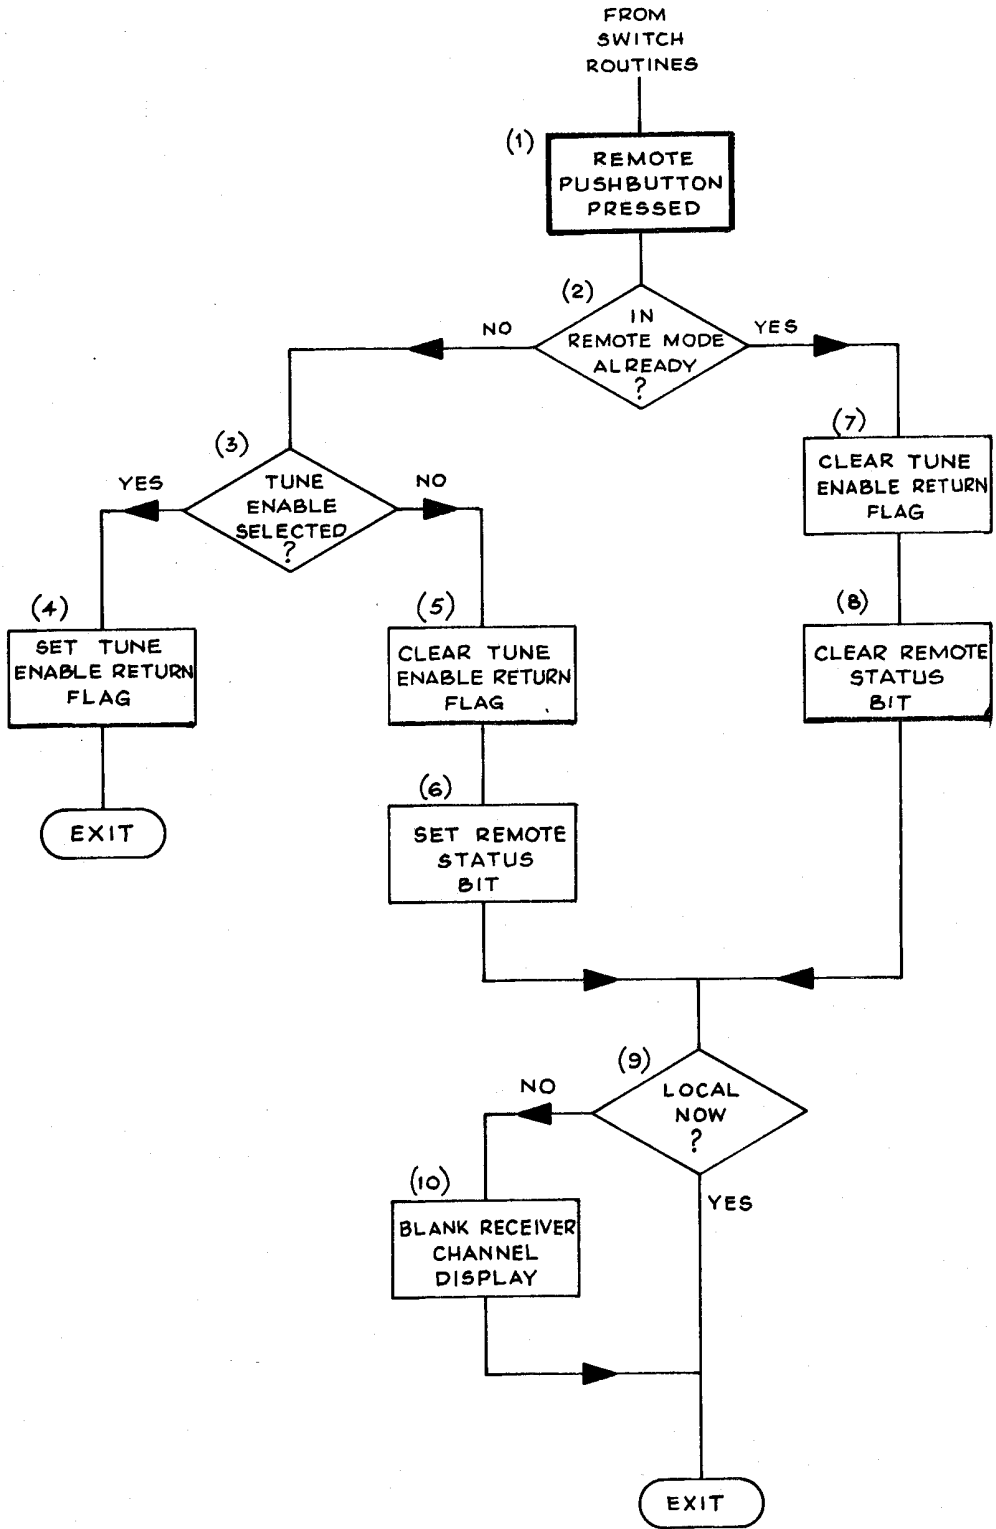 FROM
SWITCH
ROUTINES
(1)
REMOTE
PUSHBUTTON
PRESSED
(2)
IN
REMOTE MODE
ALREADY
?
NO
YES
(3)
TUNE
ENABLE
SELECTED
?
YES
NO
(7)
CLEAR TUNE
ENABLE RETURN
FLAG
(4)
SET TUNE
ENABLE RETURN
FLAG
EXIT
(5)
CLEAR TUNE
ENABLE RETURN
FLAG
(8)
CLEAR REMOTE
STATUS
BIT
(6)
SET REMOTE
STATUS
BIT
(9)
LOCAL
NOW
?
NO
YES
(10)
BLANK RECEIVER
CHANNEL
DISPLAY
EXIT